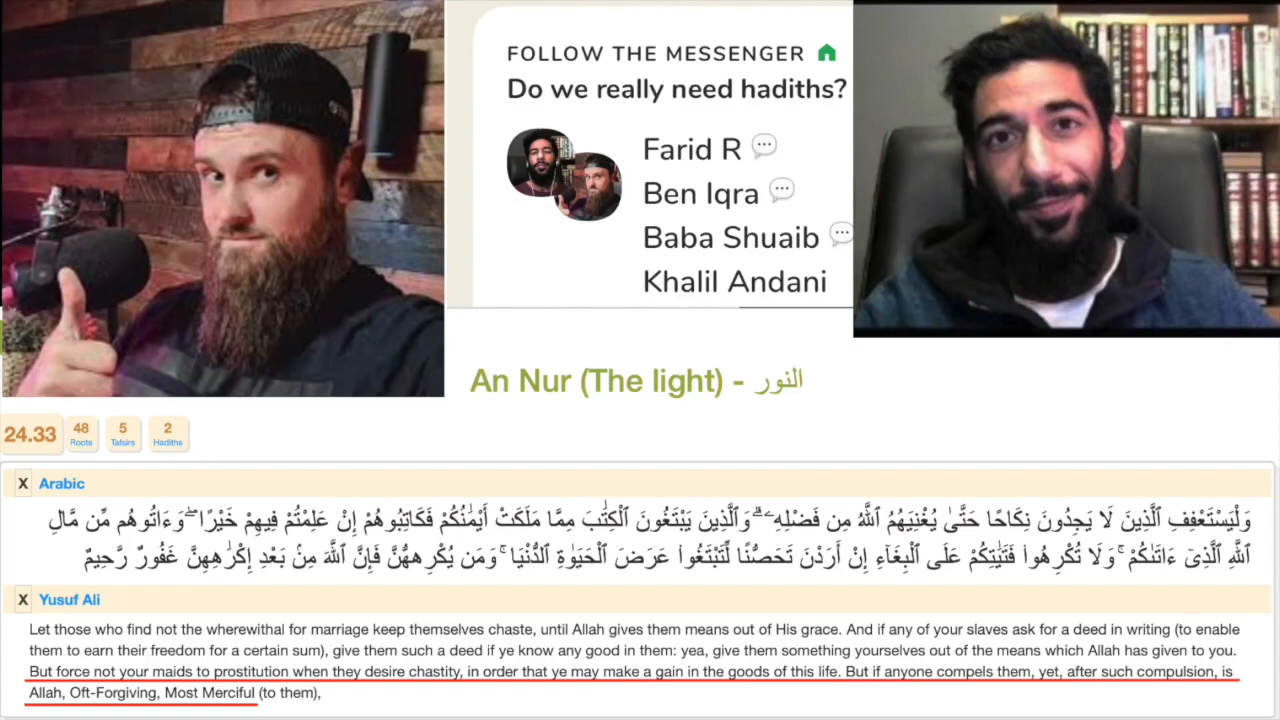 FOLLOW THE MESSENGER
Do we really need hadiths?
Farid R
Ben Iqra
Baba Shuaib
Khalil Andani
An Nur (The light) - النور
24.33
48
Roots
5
Tafsirs
2
Hadiths
X Arabic
وَلْيَسْتَعْفِفِ ٱلَّذِينَ لَا يَجِدُونَ نِكَاحًا حَتَّىٰ يُغْنِيَهُمُ ٱللَّهُ مِن فَضْلِهِۦ ۗ وَٱلَّذِينَ يَبْتَغُونَ ٱلْكِتَٰبَ مِمَّا مَلَكَتْ أَيْمَٰنُكُمْ فَكَاتِبُوهُمْ إِنْ عَلِمْتُمْ فِيهِمْ خَيْرًا ۖ وَءَاتُوهُم مِّن مَّالِ
ٱللَّهِ ٱلَّذِىٓ ءَاتَىٰكُمْ ۚ وَلَا تُكْرِهُوا۟ فَتَيَٰتِكُمْ عَلَى ٱلْبِغَآءِ إِنْ أَرَدْنَ تَحَصُّنًا لِّتَبْتَغُوا۟ عَرَضَ ٱلْحَيَوٰةِ ٱلدُّنْيَا ۚ وَمَن يُكْرِههُّنَّ فَإِنَّ ٱللَّهَ مِنۢ بَعْدِ إِكْرَٰهِهِنَّ غَفُورٌ رَّحِيمٌ
X Yusuf Ali
Let those who find not the wherewithal for marriage keep themselves chaste, until Allah gives them means out of His grace. And if any of your slaves ask for a deed in writing (to enable
them to earn their freedom for a certain sum), give them such a deed if ye know any good in them: yea, give them something yourselves out of the means which Allah has given to you.
But force not your maids to prostitution when they desire chastity, in order that ye may make a gain in the goods of this life. But if anyone compels them, yet, after such compulsion, is
Allah, Oft-Forgiving, Most Merciful (to them),